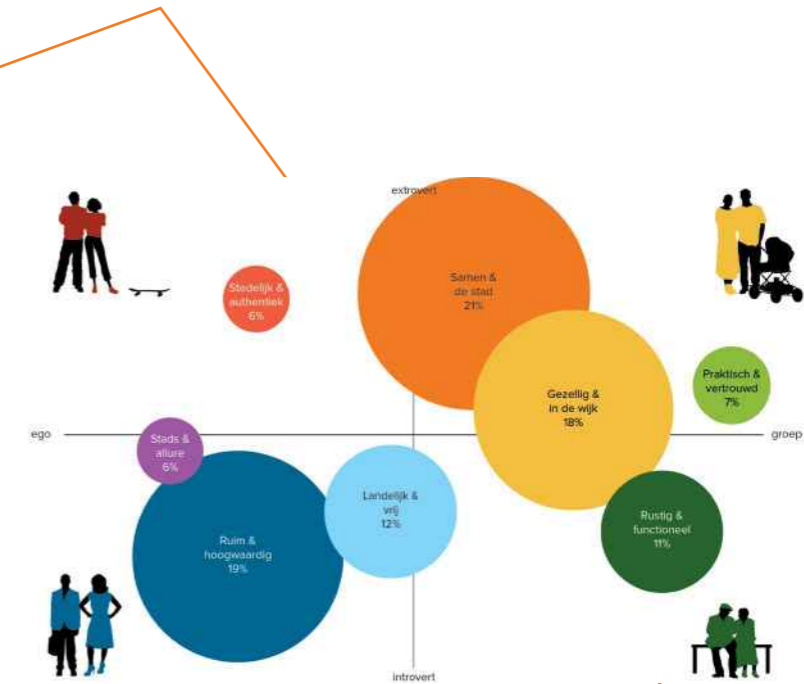 extrovert
Samen &
de stad
21%
Stedelijk &
authentiek
6%
Praktisch &
vertrouwd
7%
Gezellig &
in de wijk
18%
ego
groep
Stads &
allure
6%
Landelijk &
vrij
12%
Rustig &
functioneel
11%
Ruim &
hoogwaardig
19%
introvert